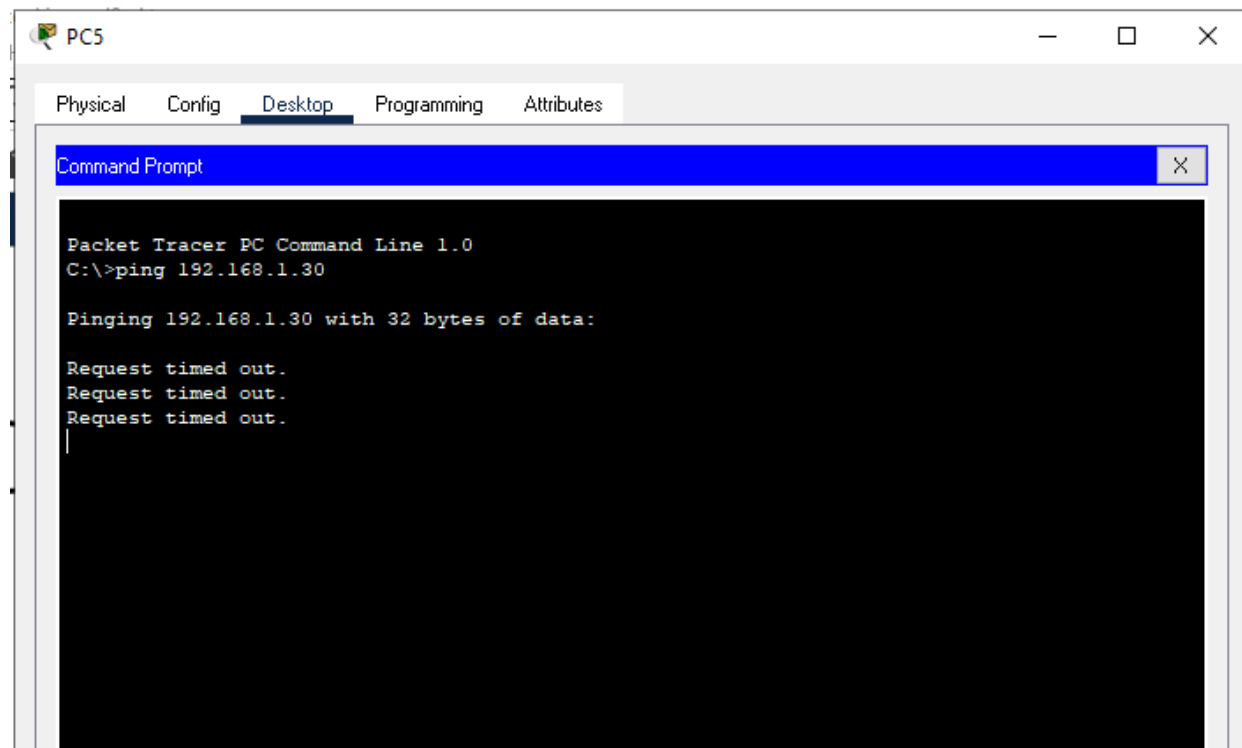 PC5
Physical Config Desktop Programming Attributes
Command Prompt
X
Packet Tracer PC Command Line 1.0
C:\>ping 192.168.1.30
Pinging 192.168.1.30 with 32 bytes of data:
Request timed out.
Request timed out.
Request timed out.